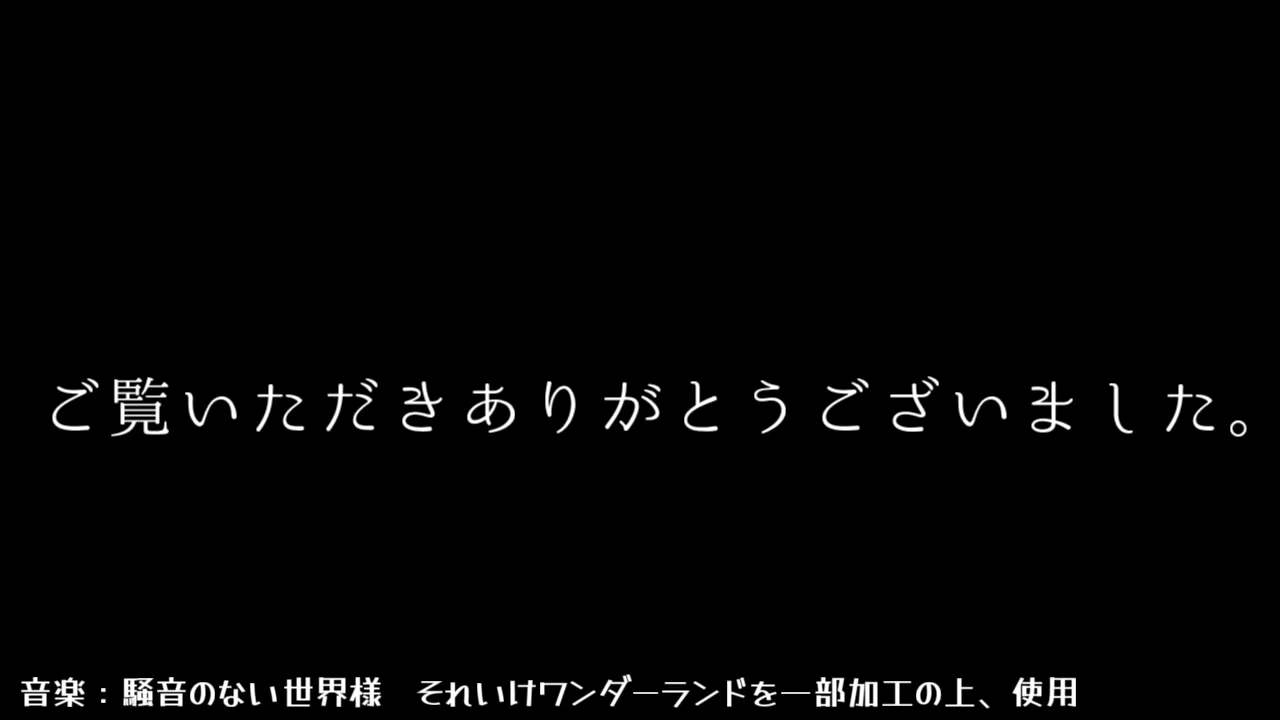 ご覧いただきありがとうございました。
音楽：騒音のない世界様　それいけワンダーランドを一部加工の上、使用